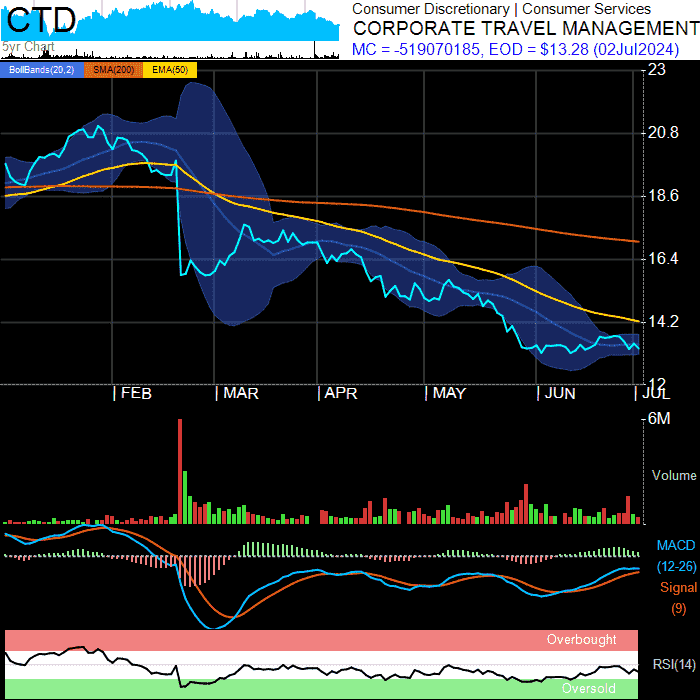 CTD
5yr Chart
Consumer Discretionary | Consumer Services
CORPORATE TRAVEL MANAGEMENT
MC = -519070185, EOD = $13.28 (02Jul2024)
BollBands(20,2) SMA(200) EMA(50)
23
20.8
18.6
16.4
14.2
12
FEB MAR APR MAY JUN JUL
6M
Volume
MACD
(12-26)
Signal
(9)
Overbought
RSI(14)
Oversold